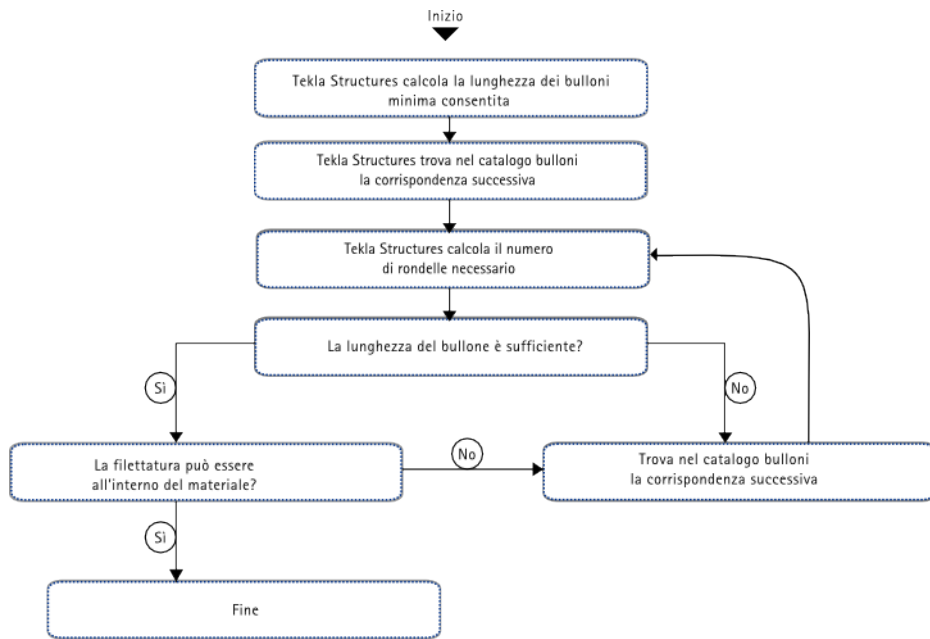 Inizio
Tekla Structures calcola la lunghezza dei bulloni
minima consentita
Tekla Structures trova nel catalogo bulloni
la corrispondenza successiva
Tekla Structures calcola il numero
di rondelle necessario
La lunghezza del bullone è sufficiente?
Sì
No
La filettatura può essere
all'interno del materiale?
No
Trova nel catalogo bulloni
la corrispondenza successiva
Sì
Fine